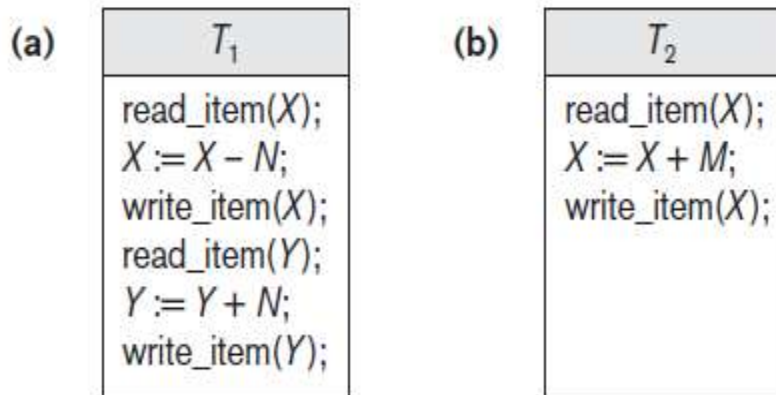 (a)
T1
read_item(X);
X := X – N;
write_item(X);
read_item(Y);
Y := Y + N;
write_item(Y);
(b)
T2
read_item(X);
X := X + M;
write_item(X);